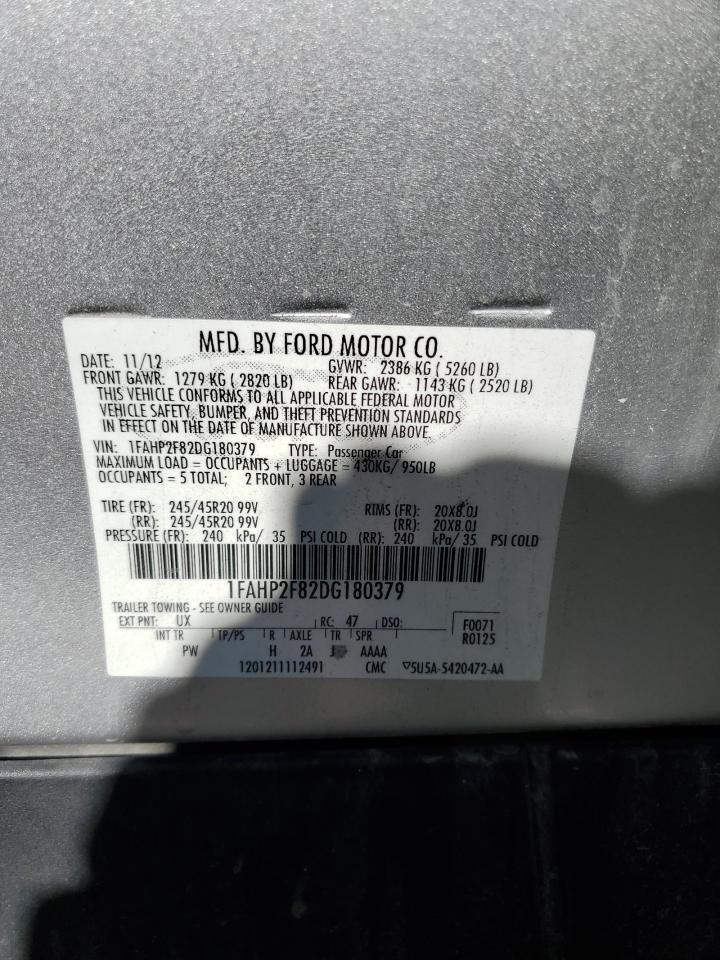 MFD. BY FORD MOTOR CO.
DATE: 11/12 GVWR: 2386 KG ( 5260 LB)
FRONT GAWR: 1279 KG ( 2820 LB) REAR GAWR: 1143 KG ( 2520 LB)
THIS VEHICLE CONFORMS TO ALL APPLICABLE FEDERAL MOTOR
VEHICLE SAFETY, BUMPER, AND THEFT PREVENTION STANDARDS
IN EFFECT ON THE DATE OF MANUFACTURE SHOWN ABOVE.
VIN: 1FAHP2F82DG180379 TYPE: Passenger Car
MAXIMUM LOAD = OCCUPANTS + LUGGAGE = 430KG/ 950LB
OCCUPANTS = 5 TOTAL; 2 FRONT, 3 REAR
TIRE (FR): 245/45R20 99V RIMS (FR): 20X8.0J
(RR): 245/45R20 99V (RR): 20X8.0J
PRESSURE (FR): 240 kPa/ 35 PSI COLD (RR): 240 kPa/ 35 PSI COLD
1FAHP2F82DG180379
TRAILER TOWING - SEE OWNER GUIDE
EXT PNT: UX RC: 47 DSO: F0071
INT TR TP/PS R AXLE TR SPR R0125
PW H 2A J AAAA
1201211112491 CMC ▽5U5A-5420472-AA